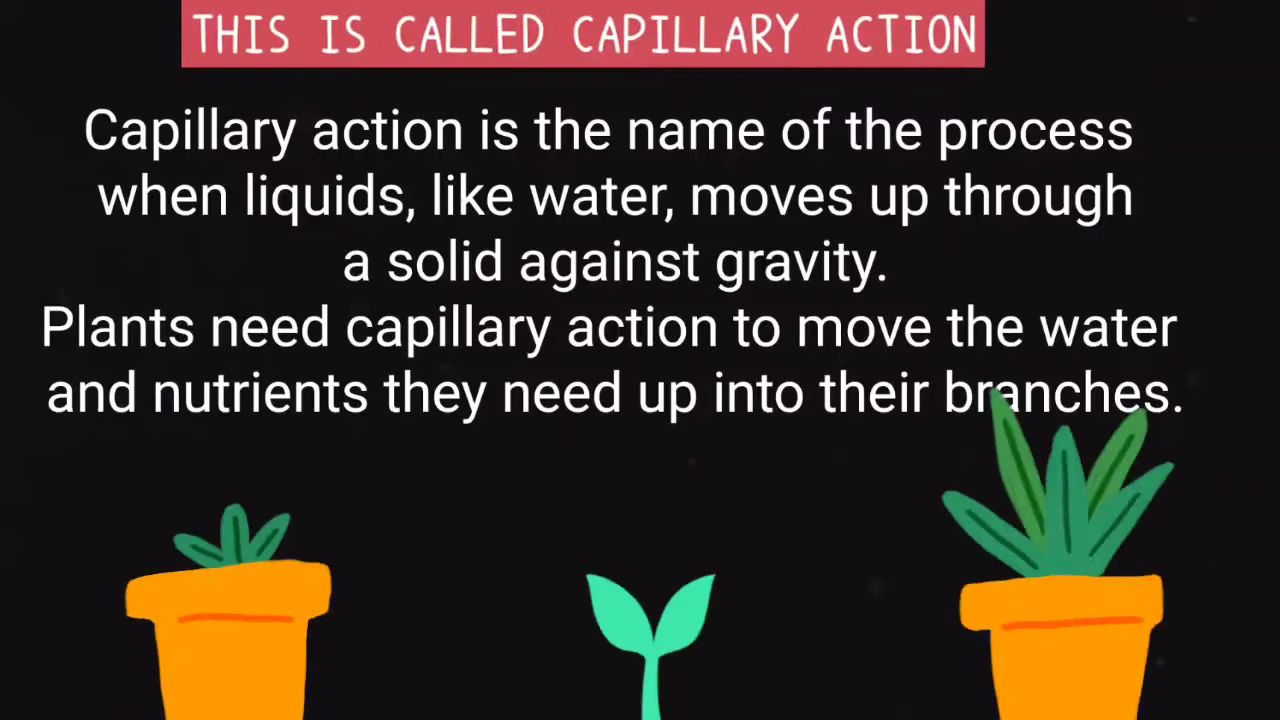 THIS IS CALLED CAPILLARY ACTION
Capillary action is the name of the process
when liquids, like water, moves up through
a solid against gravity.
Plants need capillary action to move the water
and nutrients they need up into their branches.